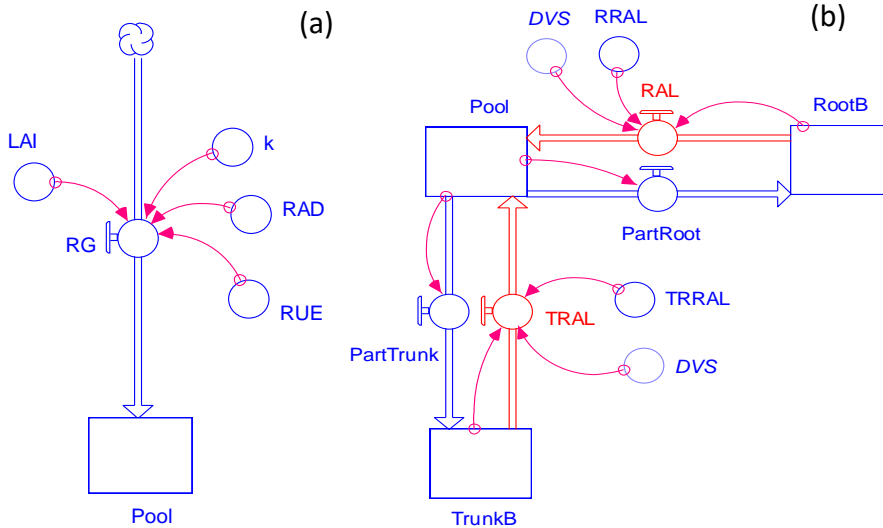 (a)
LAI
k
RAD
RG
RUE
Pool
(b)
DVS
RRAL
RAL
Pool
RootB
PartRoot
TRRAL
TRAL
PartTrunk
DVS
TrunkB